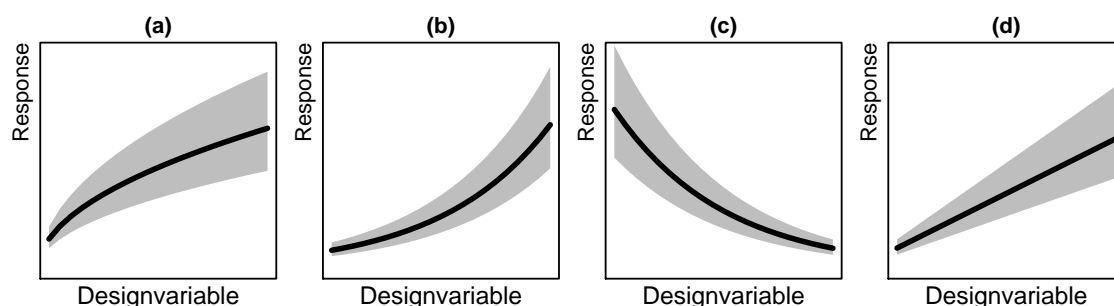 (a)
Response
Designvariable
(b)
Response
Designvariable
(c)
Response
Designvariable
(d)
Response
Designvariable